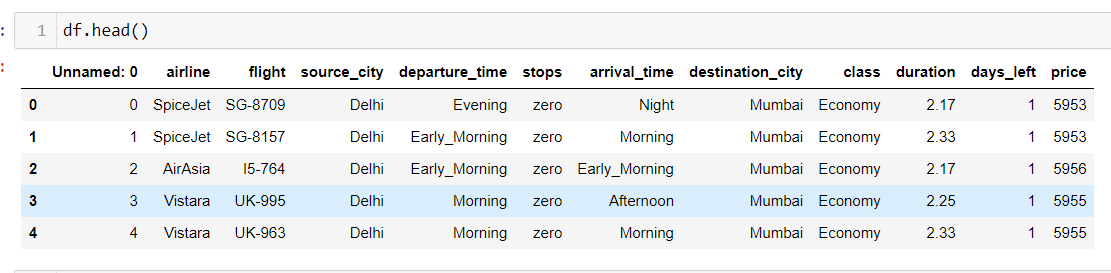 : 1 df.head()
:
Unnamed: 0 airline flight source_city departure_time stops arrival_time destination_city class duration days_left price
0 0 SpiceJet SG-8709 Delhi Evening zero Night Mumbai Economy 2.17 1 5953
1 1 SpiceJet SG-8157 Delhi Early_Morning zero Morning Mumbai Economy 2.33 1 5953
2 2 AirAsia I5-764 Delhi Early_Morning zero Early_Morning Mumbai Economy 2.17 1 5956
3 3 Vistara UK-995 Delhi Morning zero Afternoon Mumbai Economy 2.25 1 5955
4 4 Vistara UK-963 Delhi Morning zero Morning Mumbai Economy 2.33 1 5955